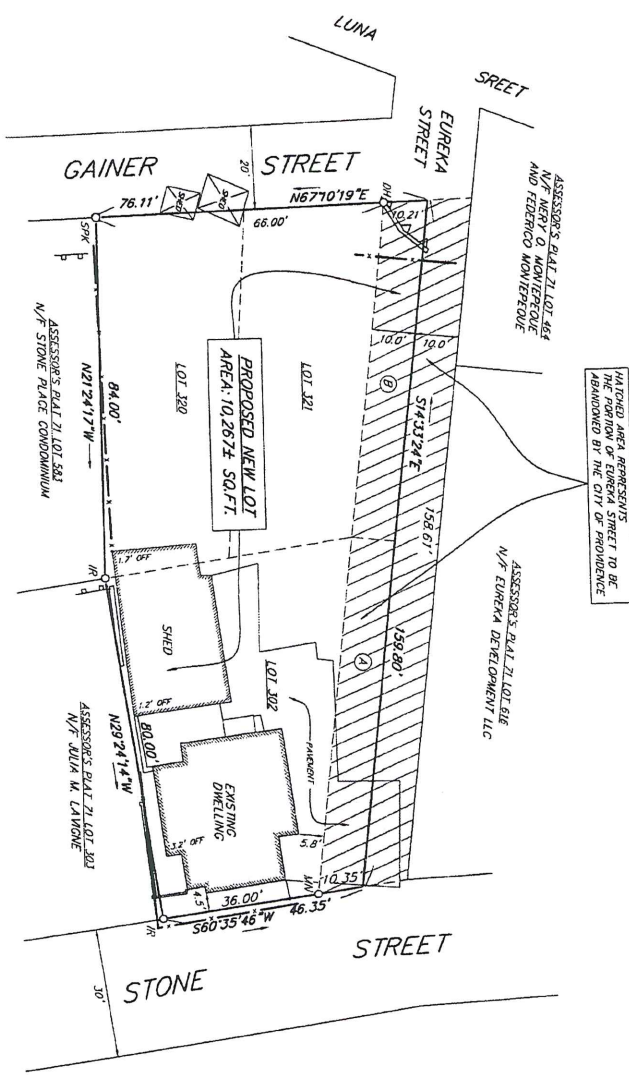 LUNA
SREET
EUREKA
STREET
GAINER STREET
20'
ASSESSOR'S PLAT 71 LOT 464
N/F NERY O. MONTEPEQUE
AND FEDERICO MONTEPEQUE
HATCHED AREA REPRESENTS
THE PORTION OF EUREKA STREET TO BE
ABANDONED BY THE CITY OF PROVIDENCE
76.11'
SHED
SHED
N67°10'19"E
66.00'
DH
10.21'
SPK
10.0'
10.0'
B
S14°33'24"E
158.61'
159.80'
A
ASSESSOR'S PLAT 71 LOT 616
N/F EUREKA DEVELOPMENT LLC
LOT 321
PROPOSED NEW LOT
AREA: 10,267± SQ.FT.
LOT 320
84.00'
N21°24'17"W
ASSESSOR'S PLAT 71 LOT 583
N/F STONE PLACE CONDOMINIUM
IR
1.7' OFF
SHED
1.2' OFF
LOT 302
PAVEMENT
EXISTING
DWELLING
5.8'
3.2' OFF
4.5'
80.00'
N29°24'14"W
ASSESSOR'S PLAT 71 LOT 303
N/F JULIA M. LAVIGNE
MN
10.35'
36.00'
46.35'
S60°35'46"W
IR
STONE STREET
30'